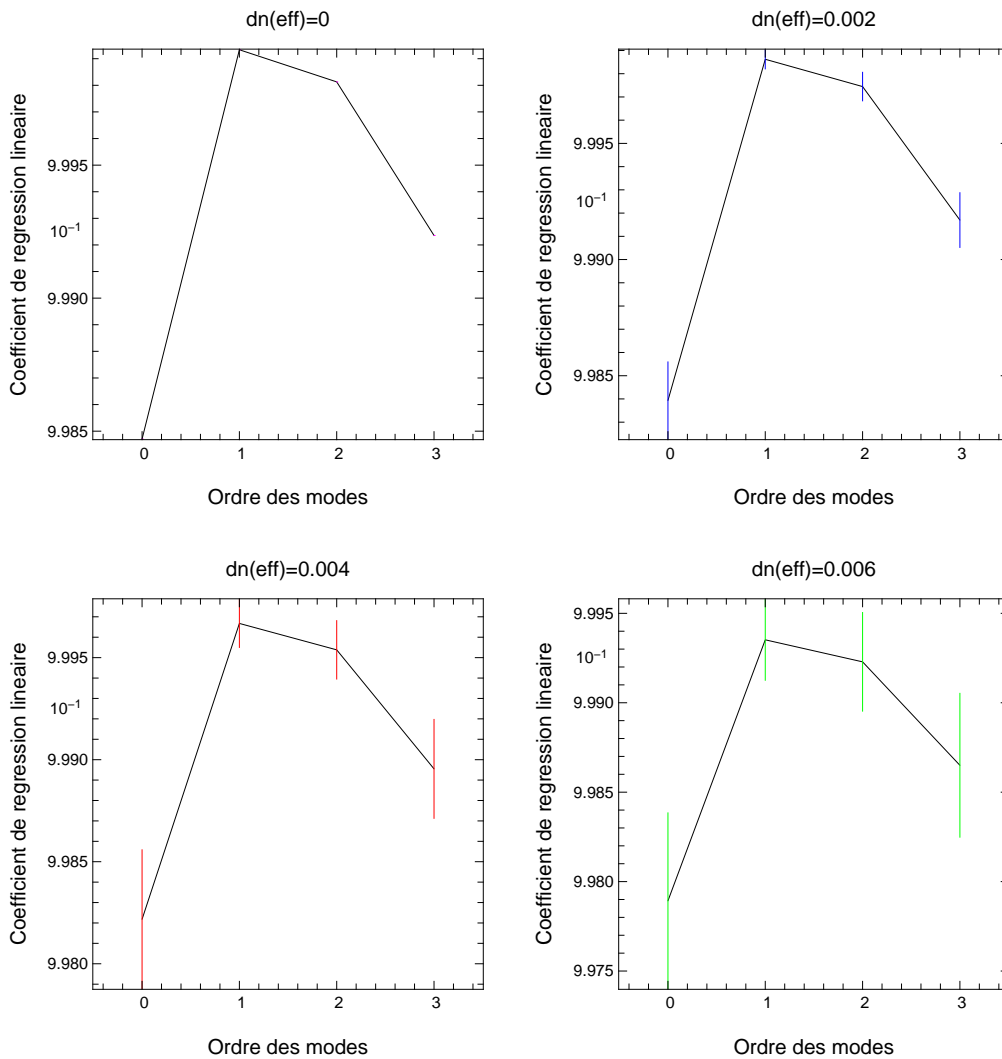 dn(eff)=0
Coefficient de regression lineaire
9.995
10⁻¹
9.990
9.985
0 1 2 3
Ordre des modes
dn(eff)=0.002
Coefficient de regression lineaire
9.995
10⁻¹
9.990
9.985
0 1 2 3
Ordre des modes
dn(eff)=0.004
Coefficient de regression lineaire
9.995
10⁻¹
9.990
9.985
9.980
0 1 2 3
Ordre des modes
dn(eff)=0.006
Coefficient de regression lineaire
9.995
10⁻¹
9.990
9.985
9.980
9.975
0 1 2 3
Ordre des modes